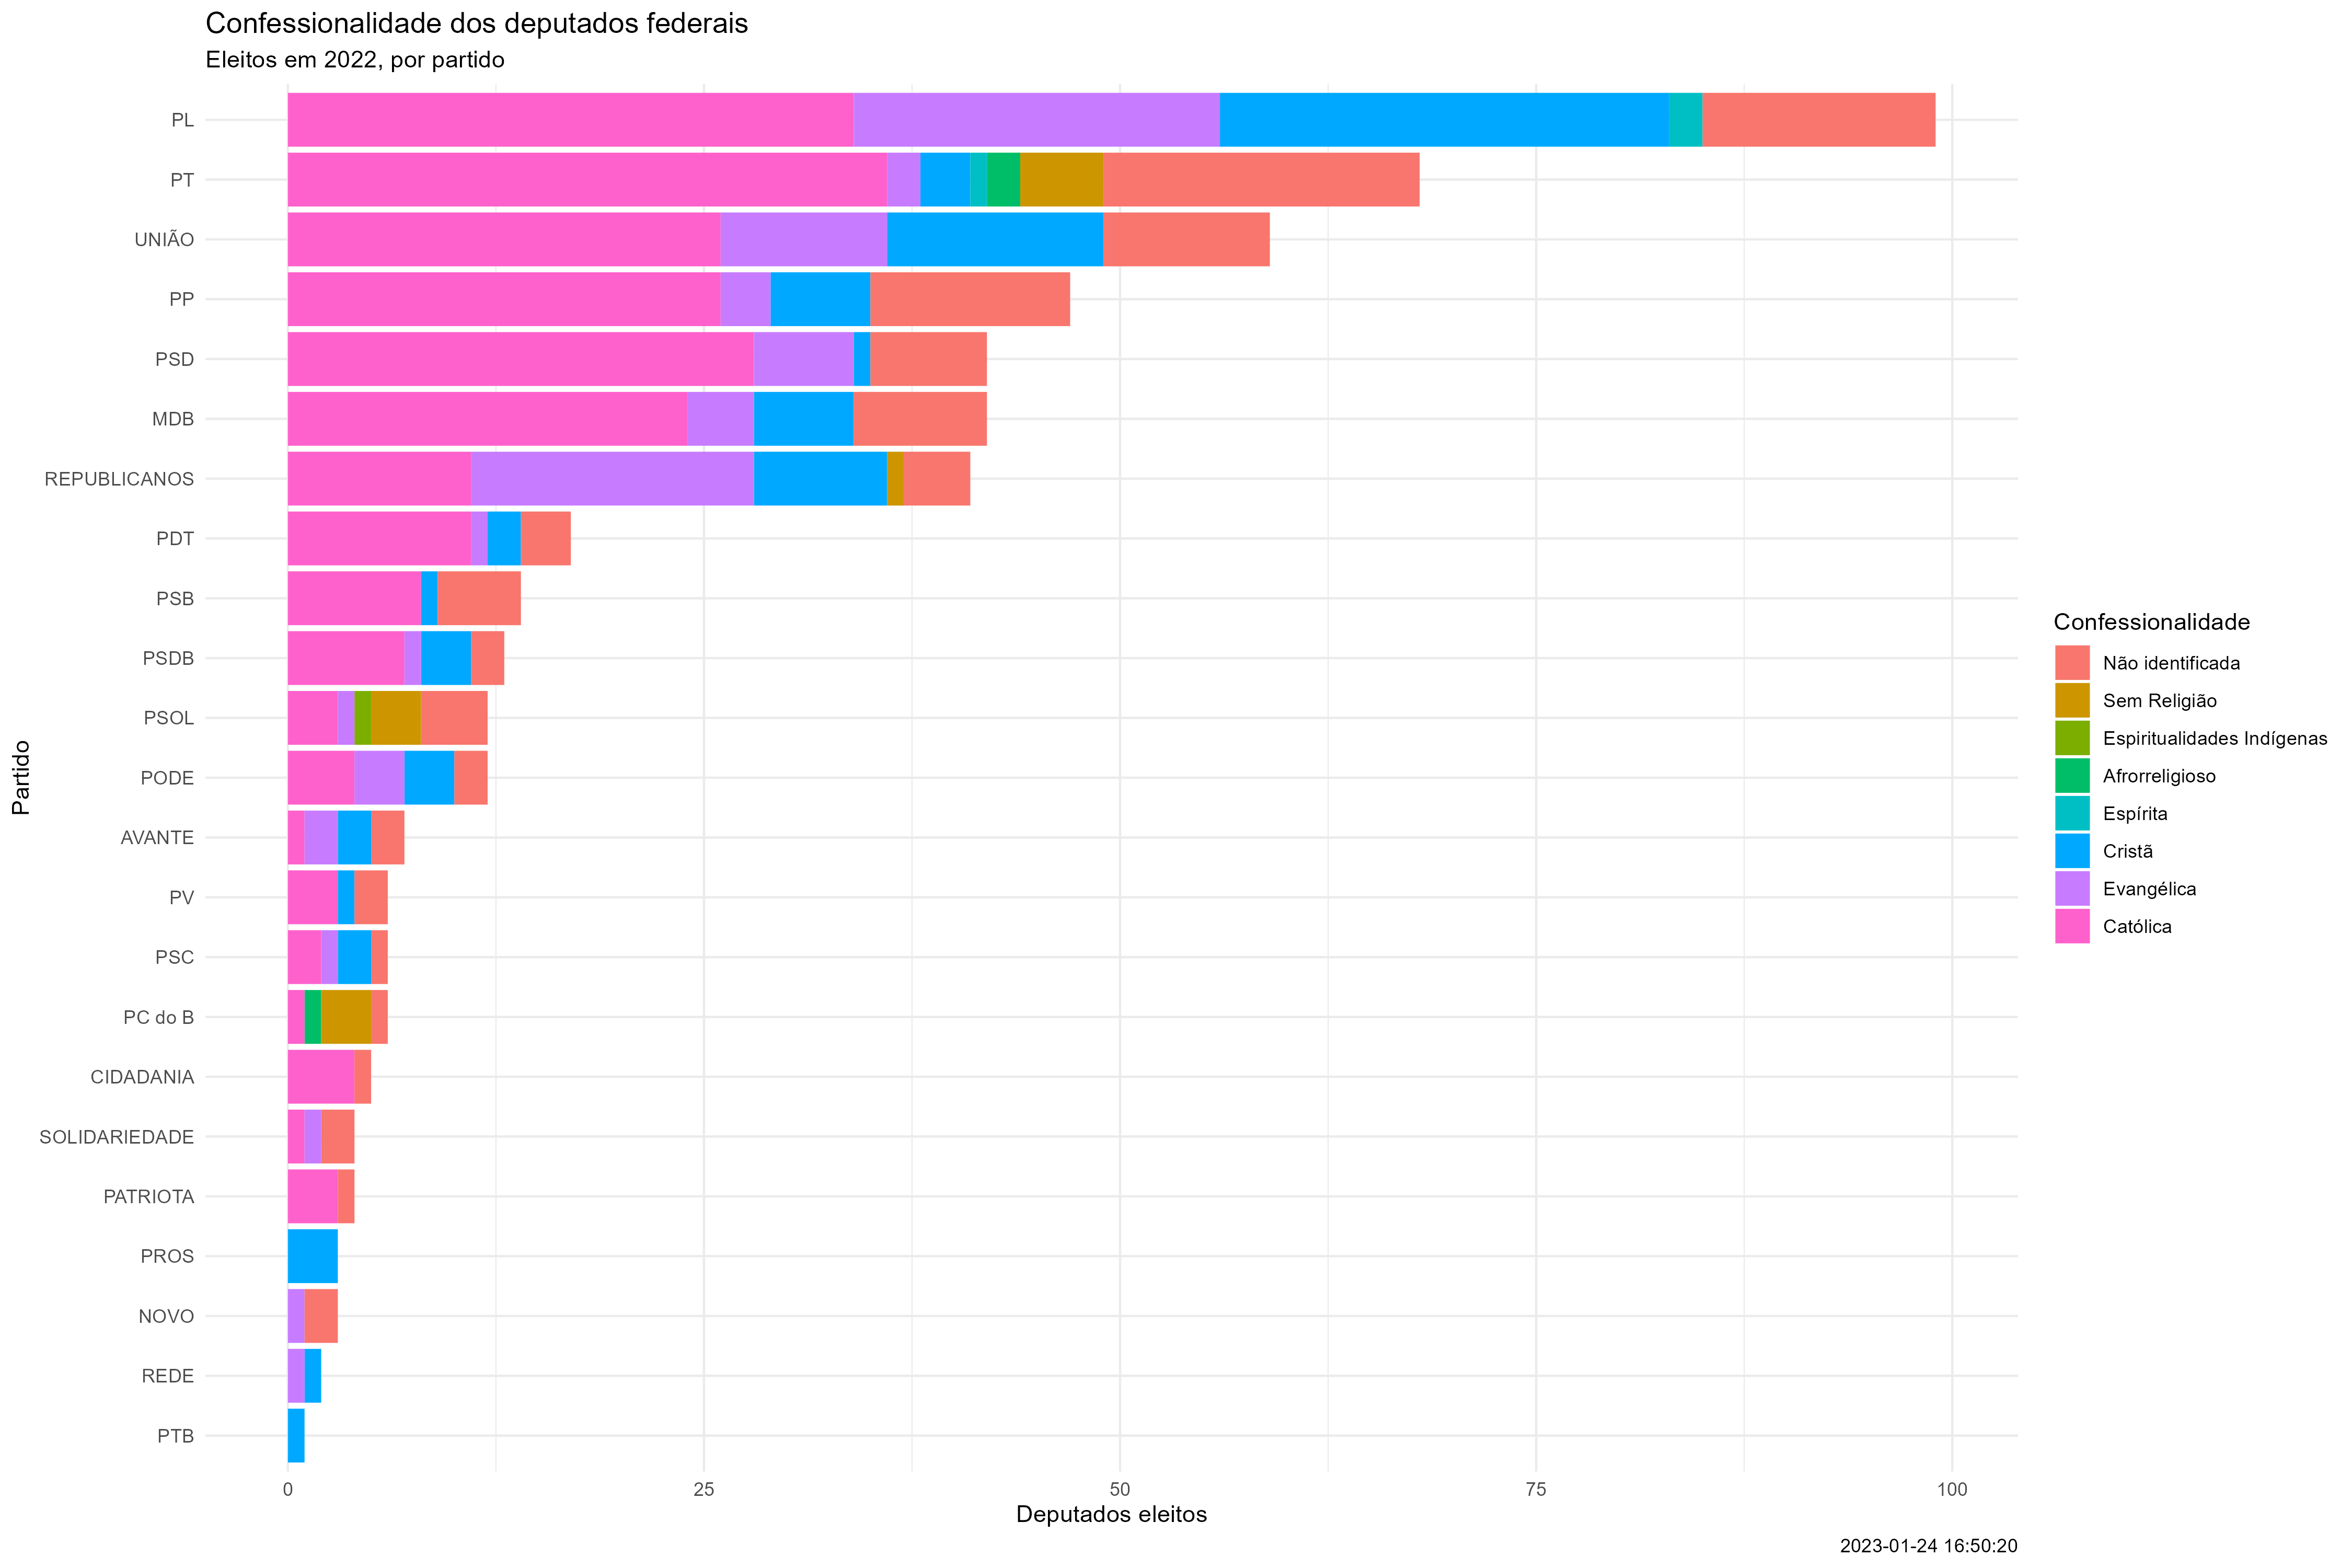 Confessionalidade dos deputados federais
Eleitos em 2022, por partido
Partido
PL
PT
UNIÃO
PP
PSD
MDB
REPUBLICANOS
PDT
PSB
PSDB
PSOL
PODE
AVANTE
PV
PSC
PC do B
CIDADANIA
SOLIDARIEDADE
PATRIOTA
PROS
NOVO
REDE
PTB
0 25 50 75 100
Deputados eleitos
Confessionalidade
Não identificada
Sem Religião
Espiritualidades Indígenas
Afrorreligioso
Espírita
Cristã
Evangélica
Católica
2023-01-24 16:50:20